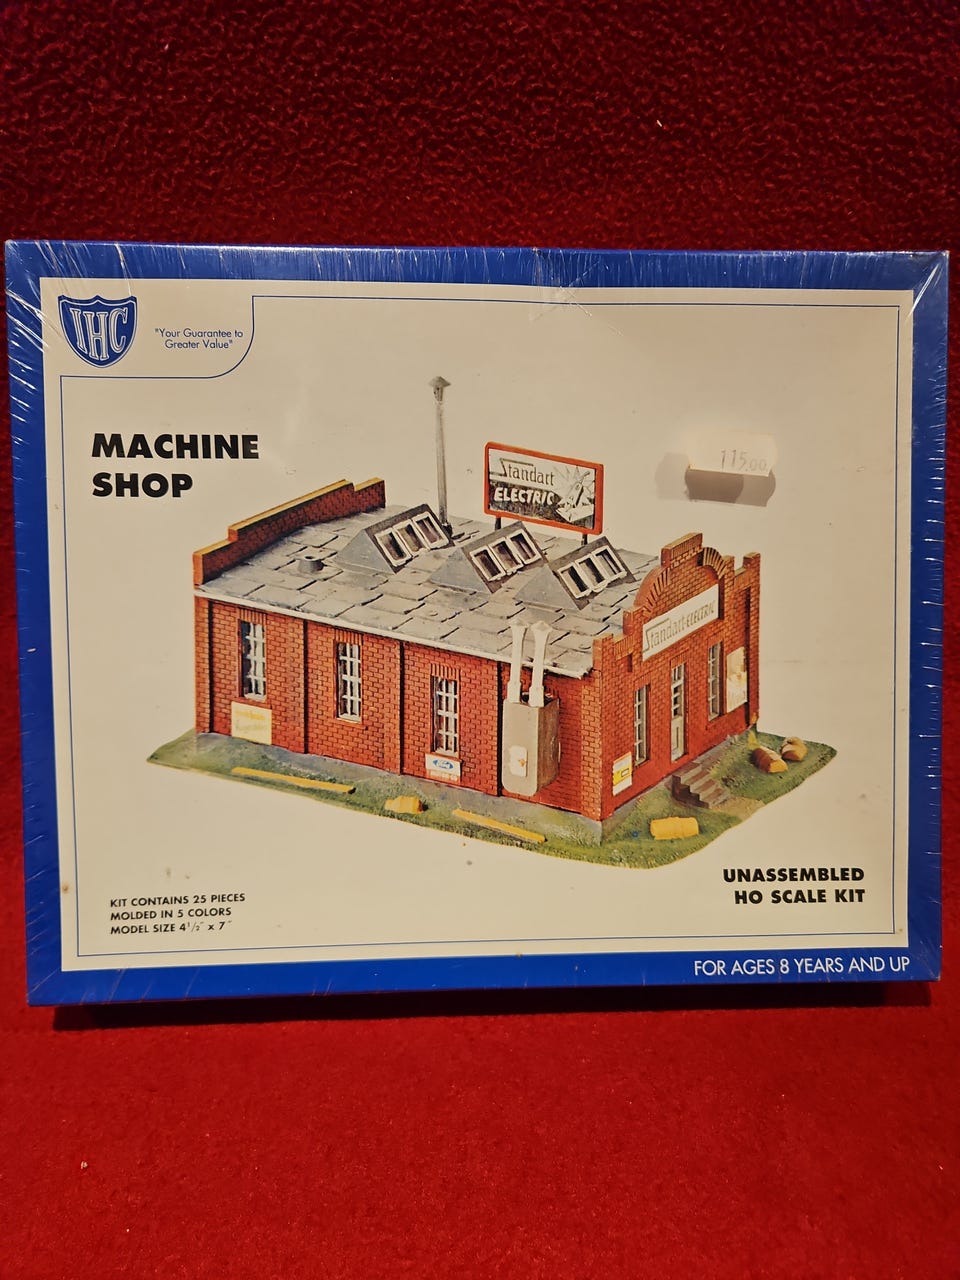 IHC
"Your Guarantee to
Greater Value"
MACHINE
SHOP
115.00
Standart
ELECTRIC
Standart-ELECTRIC
Ford
KIT CONTAINS 25 PIECES
MOLDED IN 5 COLORS
MODEL SIZE 4 1/2" x 7"
UNASSEMBLED
HO SCALE KIT
FOR AGES 8 YEARS AND UP